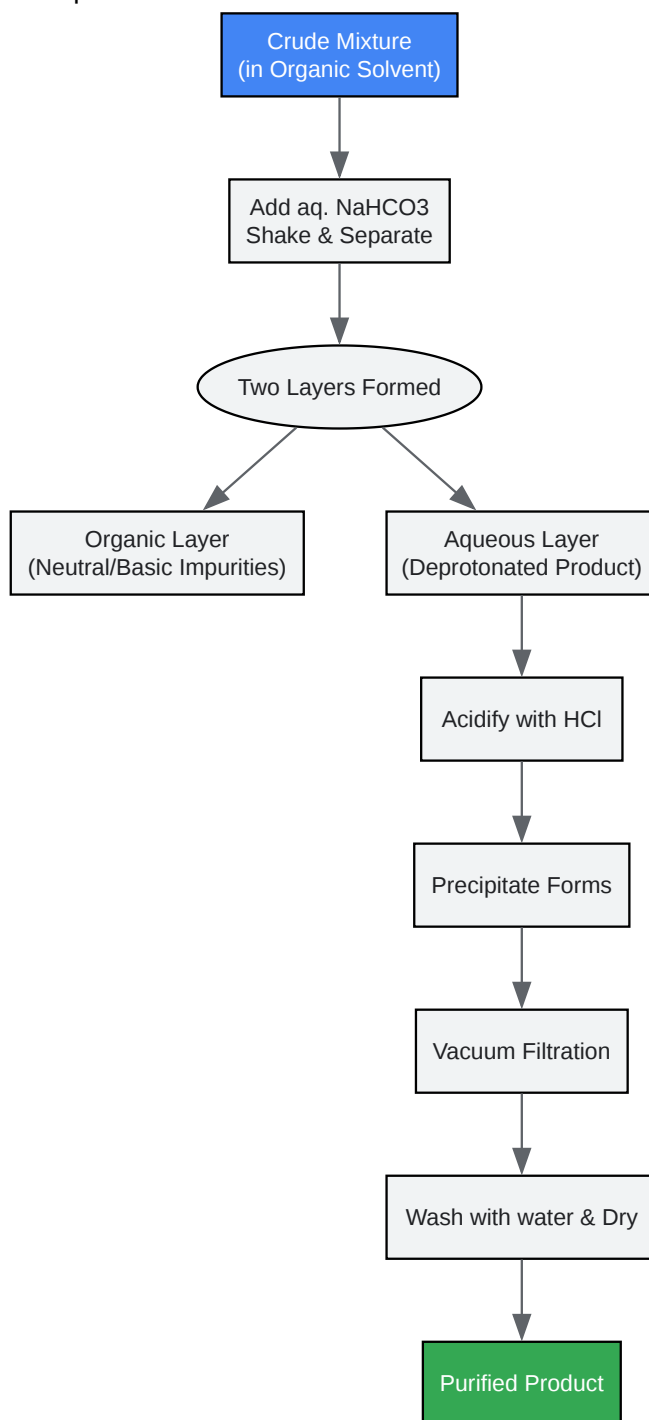 Crude Mixture
(in Organic Solvent)
Add aq. NaHCO3
Shake & Separate
Two Layers Formed
Organic Layer
(Neutral/Basic Impurities)
Aqueous Layer
(Deprotonated Product)
Acidify with HCl
Precipitate Forms
Vacuum Filtration
Wash with water & Dry
Purified Product